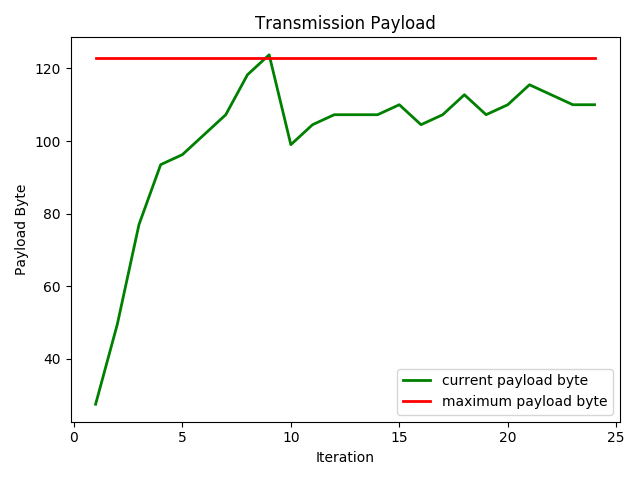 Transmission Payload
120
100
80
60
40
Payload Byte
0
5
10
15
20
25
Iteration
current payload byte
maximum payload byte